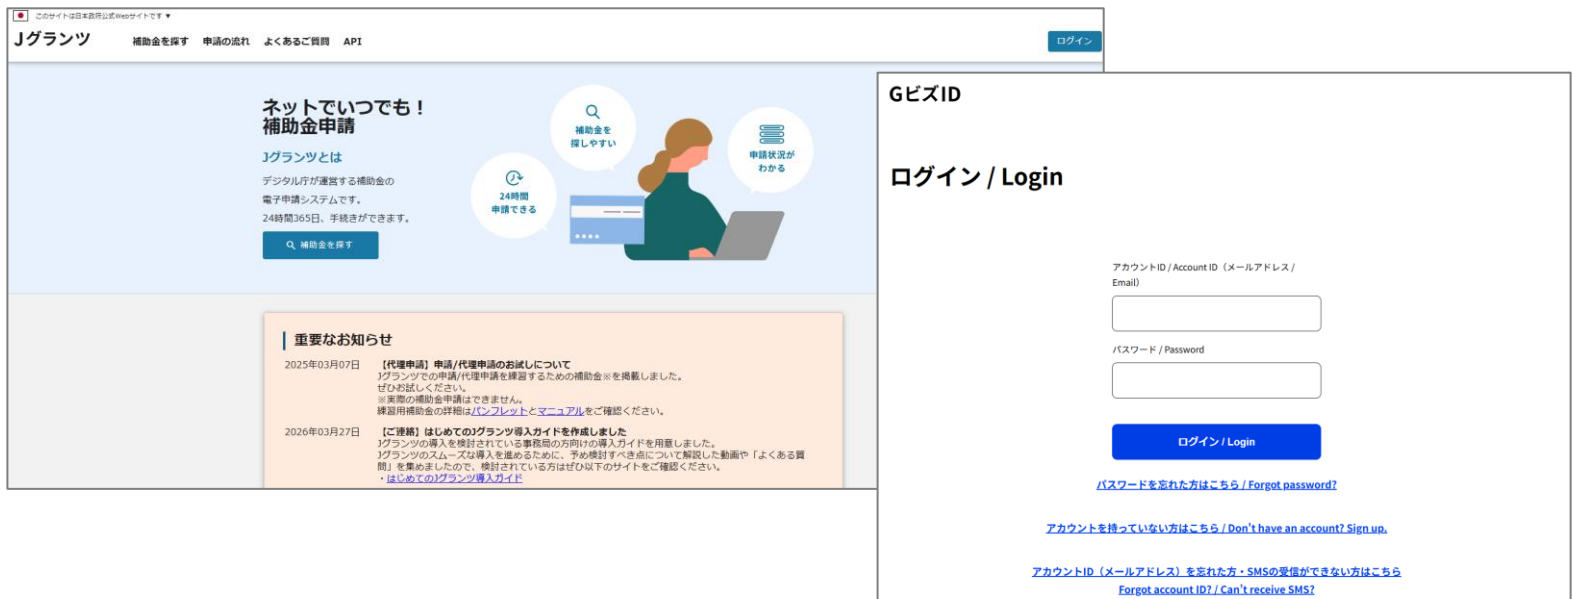 このサイトは日本政府公式Webサイトです ▼
Jグランツ
補助金を探す 申請の流れ よくあるご質問 API
ログイン
ネットでいつでも！
補助金申請
Jグランツとは
デジタル庁が運営する補助金の
電子申請システムです。
24時間365日、手続きができます。
補助金を探す
補助金を
探しやすい
24時間
申請できる
申請状況が
わかる
重要なお知らせ
2025年03月07日 【代理申請】申請/代理申請のお試しについて
Jグランツでの申請/代理申請を練習するための補助金※を掲載しました。
ぜひお試しください。
※実際の補助金申請はできません。
練習用補助金の詳細はパンフレットとマニュアルをご確認ください。
2026年03月27日 【ご連絡】はじめてのJグランツ導入ガイドを作成しました
Jグランツの導入を検討されている事務局の方向けの導入ガイドを用意しました。
Jグランツのスムーズな導入を進めるために、予め検討すべき点について解説した動画や「よくある質
問」を集めましたので、検討されている方はぜひ以下のサイトをご確認ください。
・はじめてのJグランツ導入ガイド
GビズID
ログイン / Login
アカウントID / Account ID（メールアドレス /
Email）
パスワード / Password
ログイン / Login
パスワードを忘れた方はこちら / Forgot password?
アカウントを持っていない方はこちら / Don't have an account? Sign up.
アカウントID（メールアドレス）を忘れた方・SMSの受信ができない方はこちら
Forgot account ID? / Can't receive SMS?